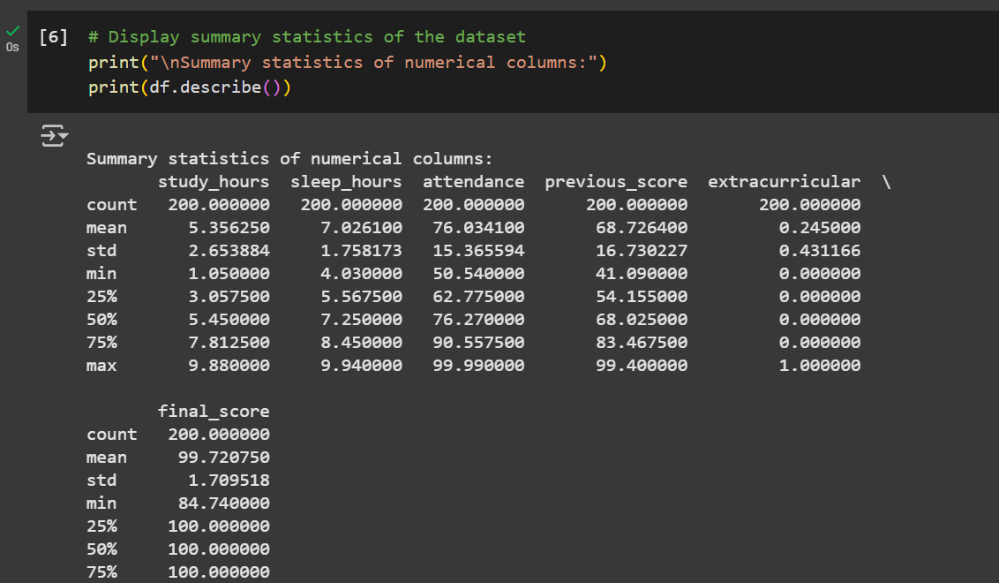 [6] # Display summary statistics of the dataset
print("\nSummary statistics of numerical columns:")
print(df.describe())
0s
Summary statistics of numerical columns:
       study_hours  sleep_hours  attendance  previous_score  extracurricular  \
count   200.000000   200.000000  200.000000      200.000000       200.000000
mean      5.356250     7.026100   76.034100       68.726400         0.245000
std       2.653884     1.758173   15.365594       16.730227         0.431166
min       1.050000     4.030000   50.540000       41.090000         0.000000
25%       3.057500     5.567500   62.775000       54.155000         0.000000
50%       5.450000     7.250000   76.270000       68.025000         0.000000
75%       7.812500     8.450000   90.557500       83.467500         0.000000
max       9.880000     9.940000   99.990000       99.400000         1.000000
       final_score
count   200.000000
mean     99.720750
std       1.709518
min      84.740000
25%     100.000000
50%     100.000000
75%     100.000000